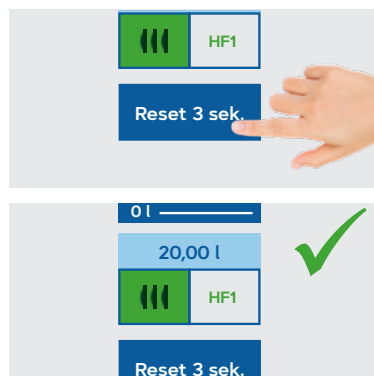 HF1
Reset 3 sek.
0 l
20,00 l
HF1
Reset 3 sek.